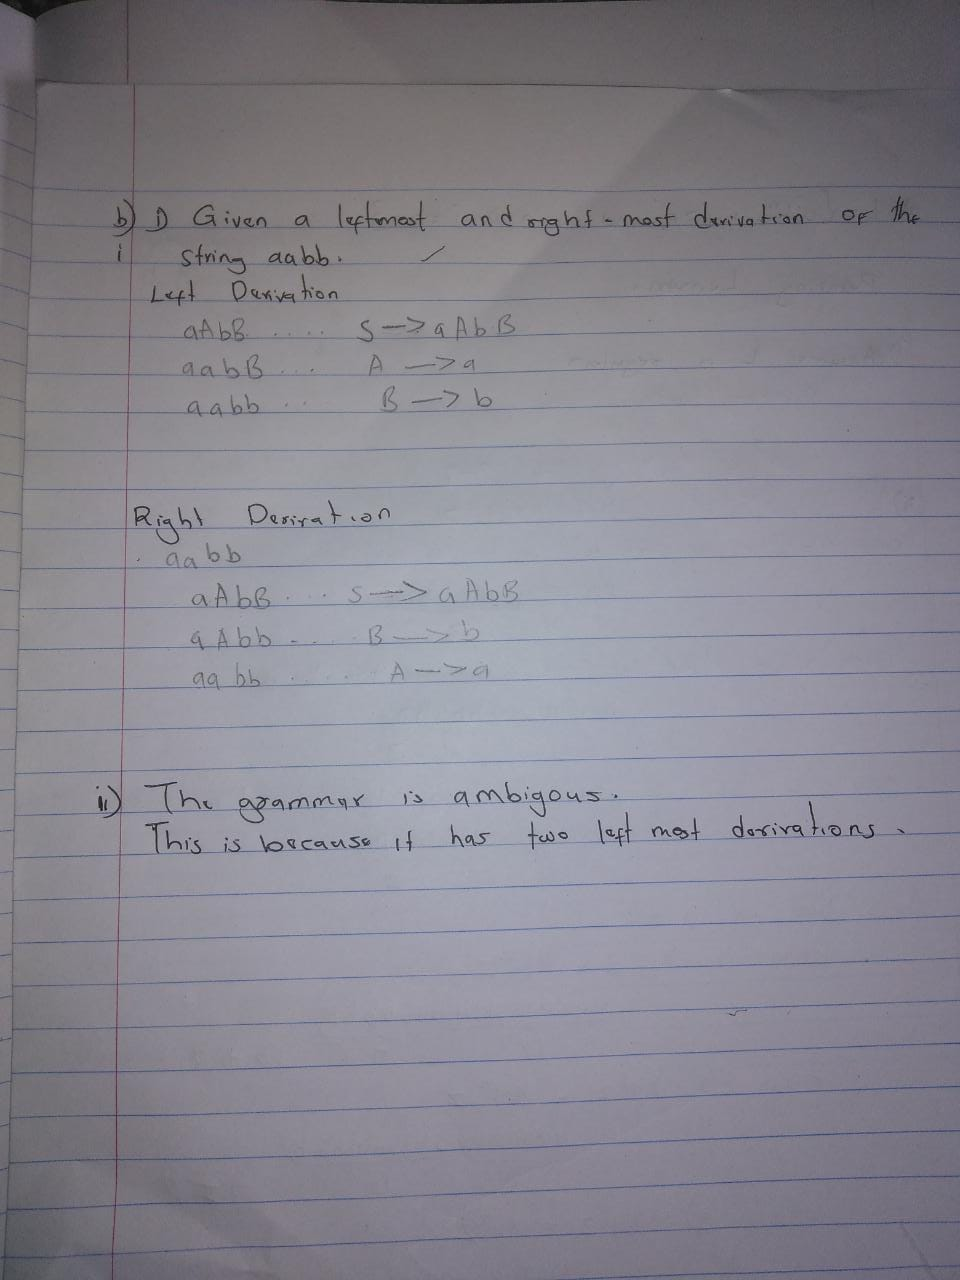 b) i) Given a leftmost and right-most derivation of the
i string aabb.
Left Derivation
aAbB ..... S -> aAbB
aabB ... A -> a
aabb .. B -> b
Right Derivation
aabb
aAbB ... S -> aAbB
aAbb ... B -> b
aabb ..... A -> a
ii) The grammar is ambigous.
This is because it has two left most derivations.